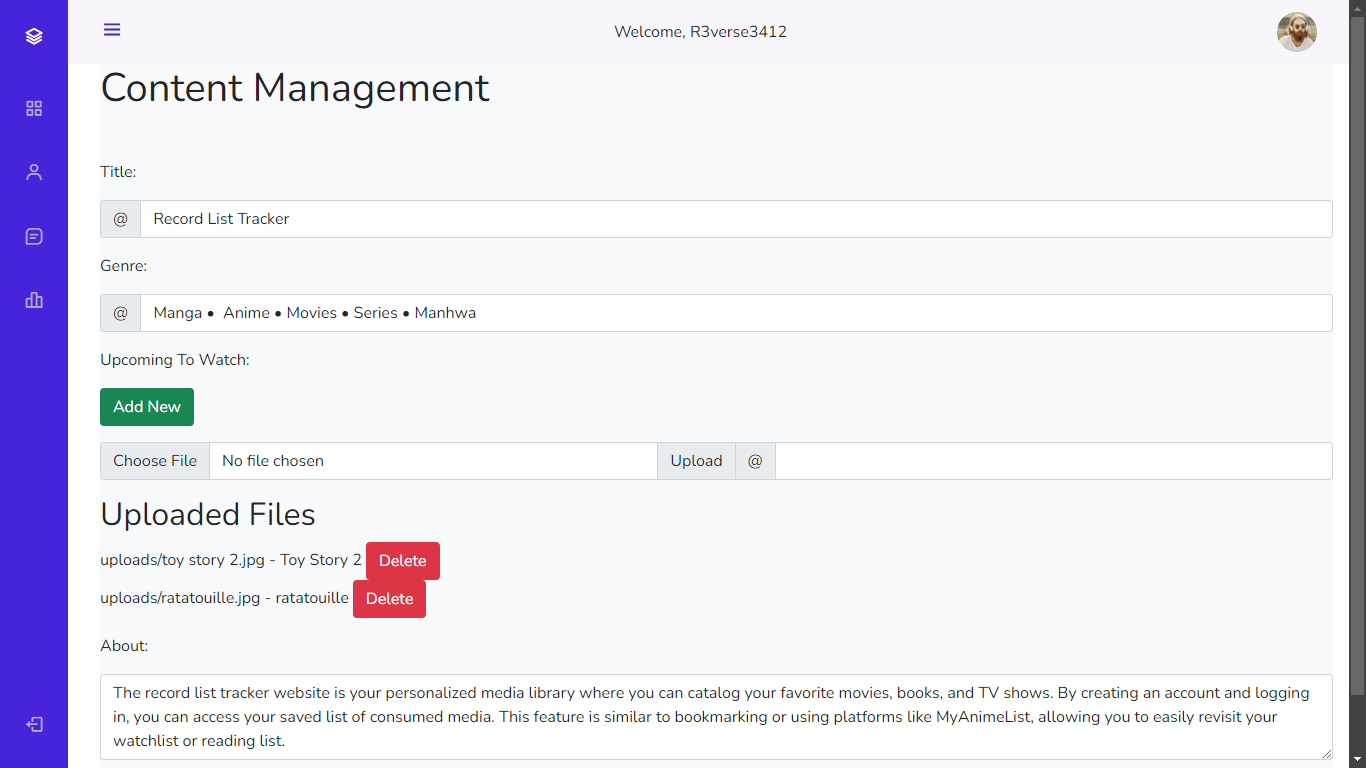 Welcome, R3verse3412
Content Management
Title:
@ Record List Tracker
Genre:
@ Manga • Anime • Movies • Series • Manhwa
Upcoming To Watch:
Add New
Choose File No file chosen Upload @
Uploaded Files
uploads/toy story 2.jpg - Toy Story 2 Delete
uploads/ratatouille.jpg - ratatouille Delete
About:
The record list tracker website is your personalized media library where you can catalog your favorite movies, books, and TV shows. By creating an account and logging
in, you can access your saved list of consumed media. This feature is similar to bookmarking or using platforms like MyAnimeList, allowing you to easily revisit your
watchlist or reading list.